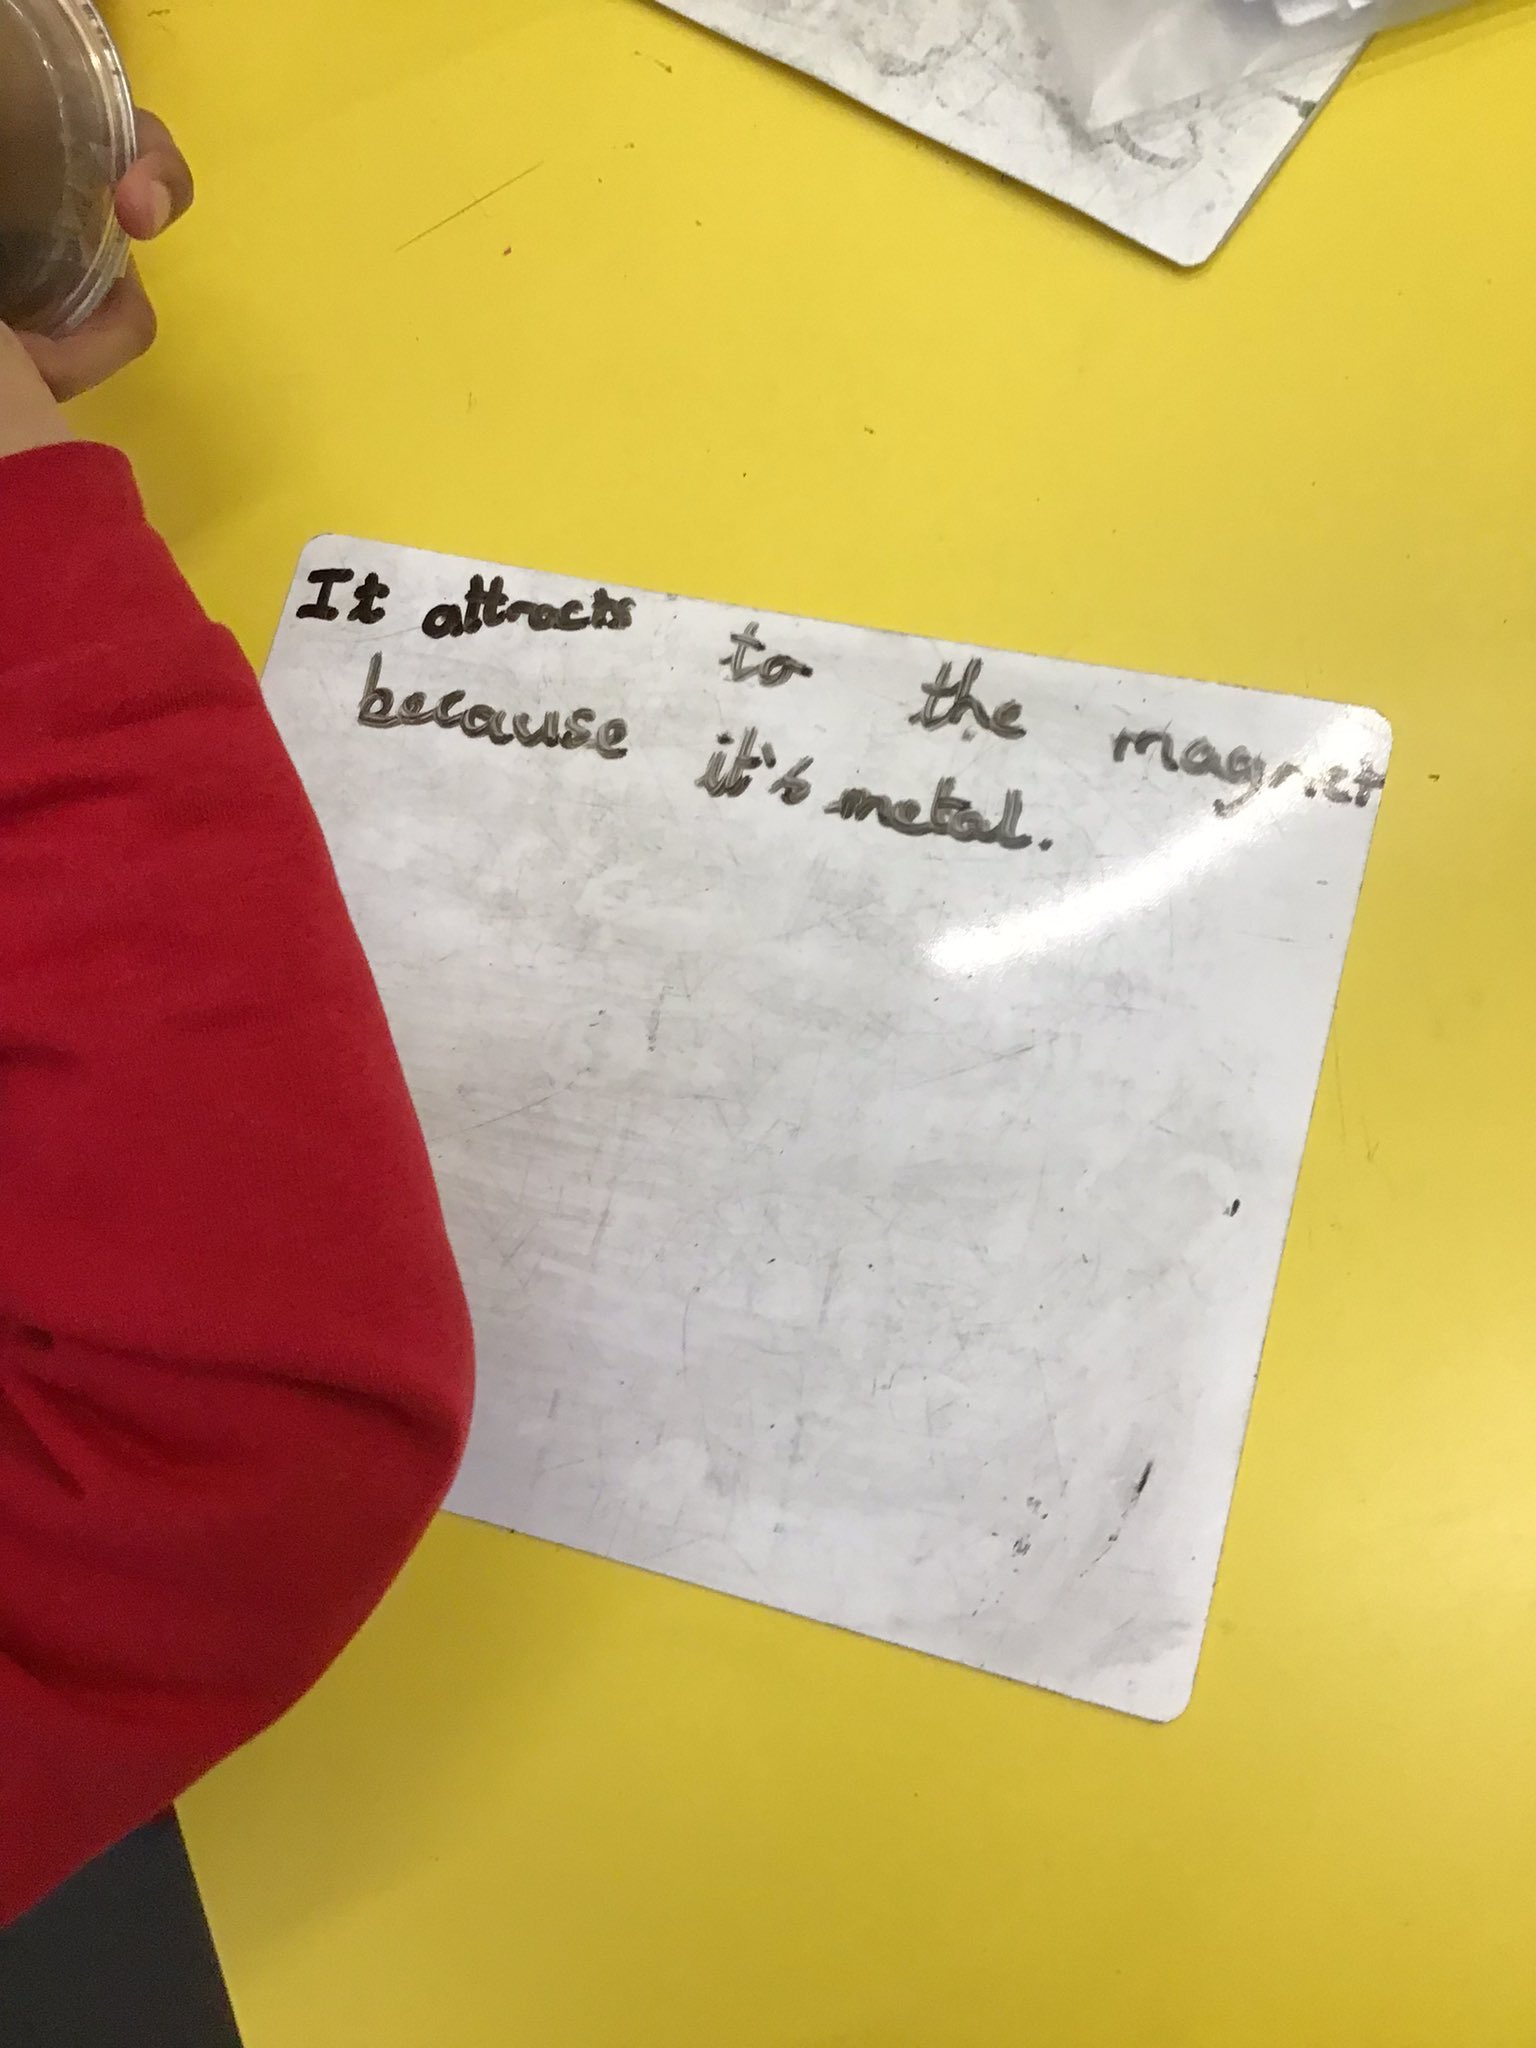 It attracts to the magnet
because it's metal.